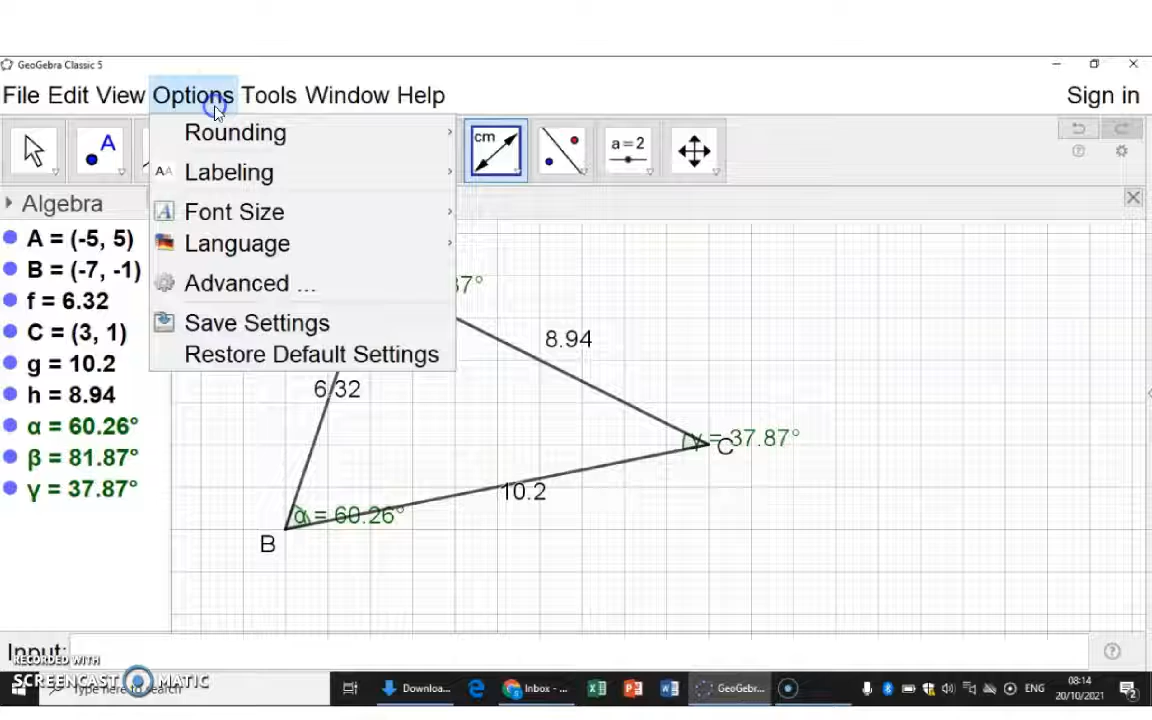 GeoGebra Classic 5
File Edit View Options Tools Window Help
Sign in
Rounding
Labeling
Font Size
Language
Advanced ...
Save Settings
Restore Default Settings
A
cm
a=2
Algebra
A = (-5, 5)
B = (-7, -1)
f = 6.32
C = (3, 1)
g = 10.2
h = 8.94
α = 60.26°
β = 81.87°
γ = 37.87°
37°
8.94
6.32
γ = 37.87°
C
10.2
α = 60.26°
B
Input:
RECORDED WITH
SCREENCAST MATIC
Type here to search
Downloa...
Inbox - ...
GeoGebr...
ENG
08:14
20/10/2021
2